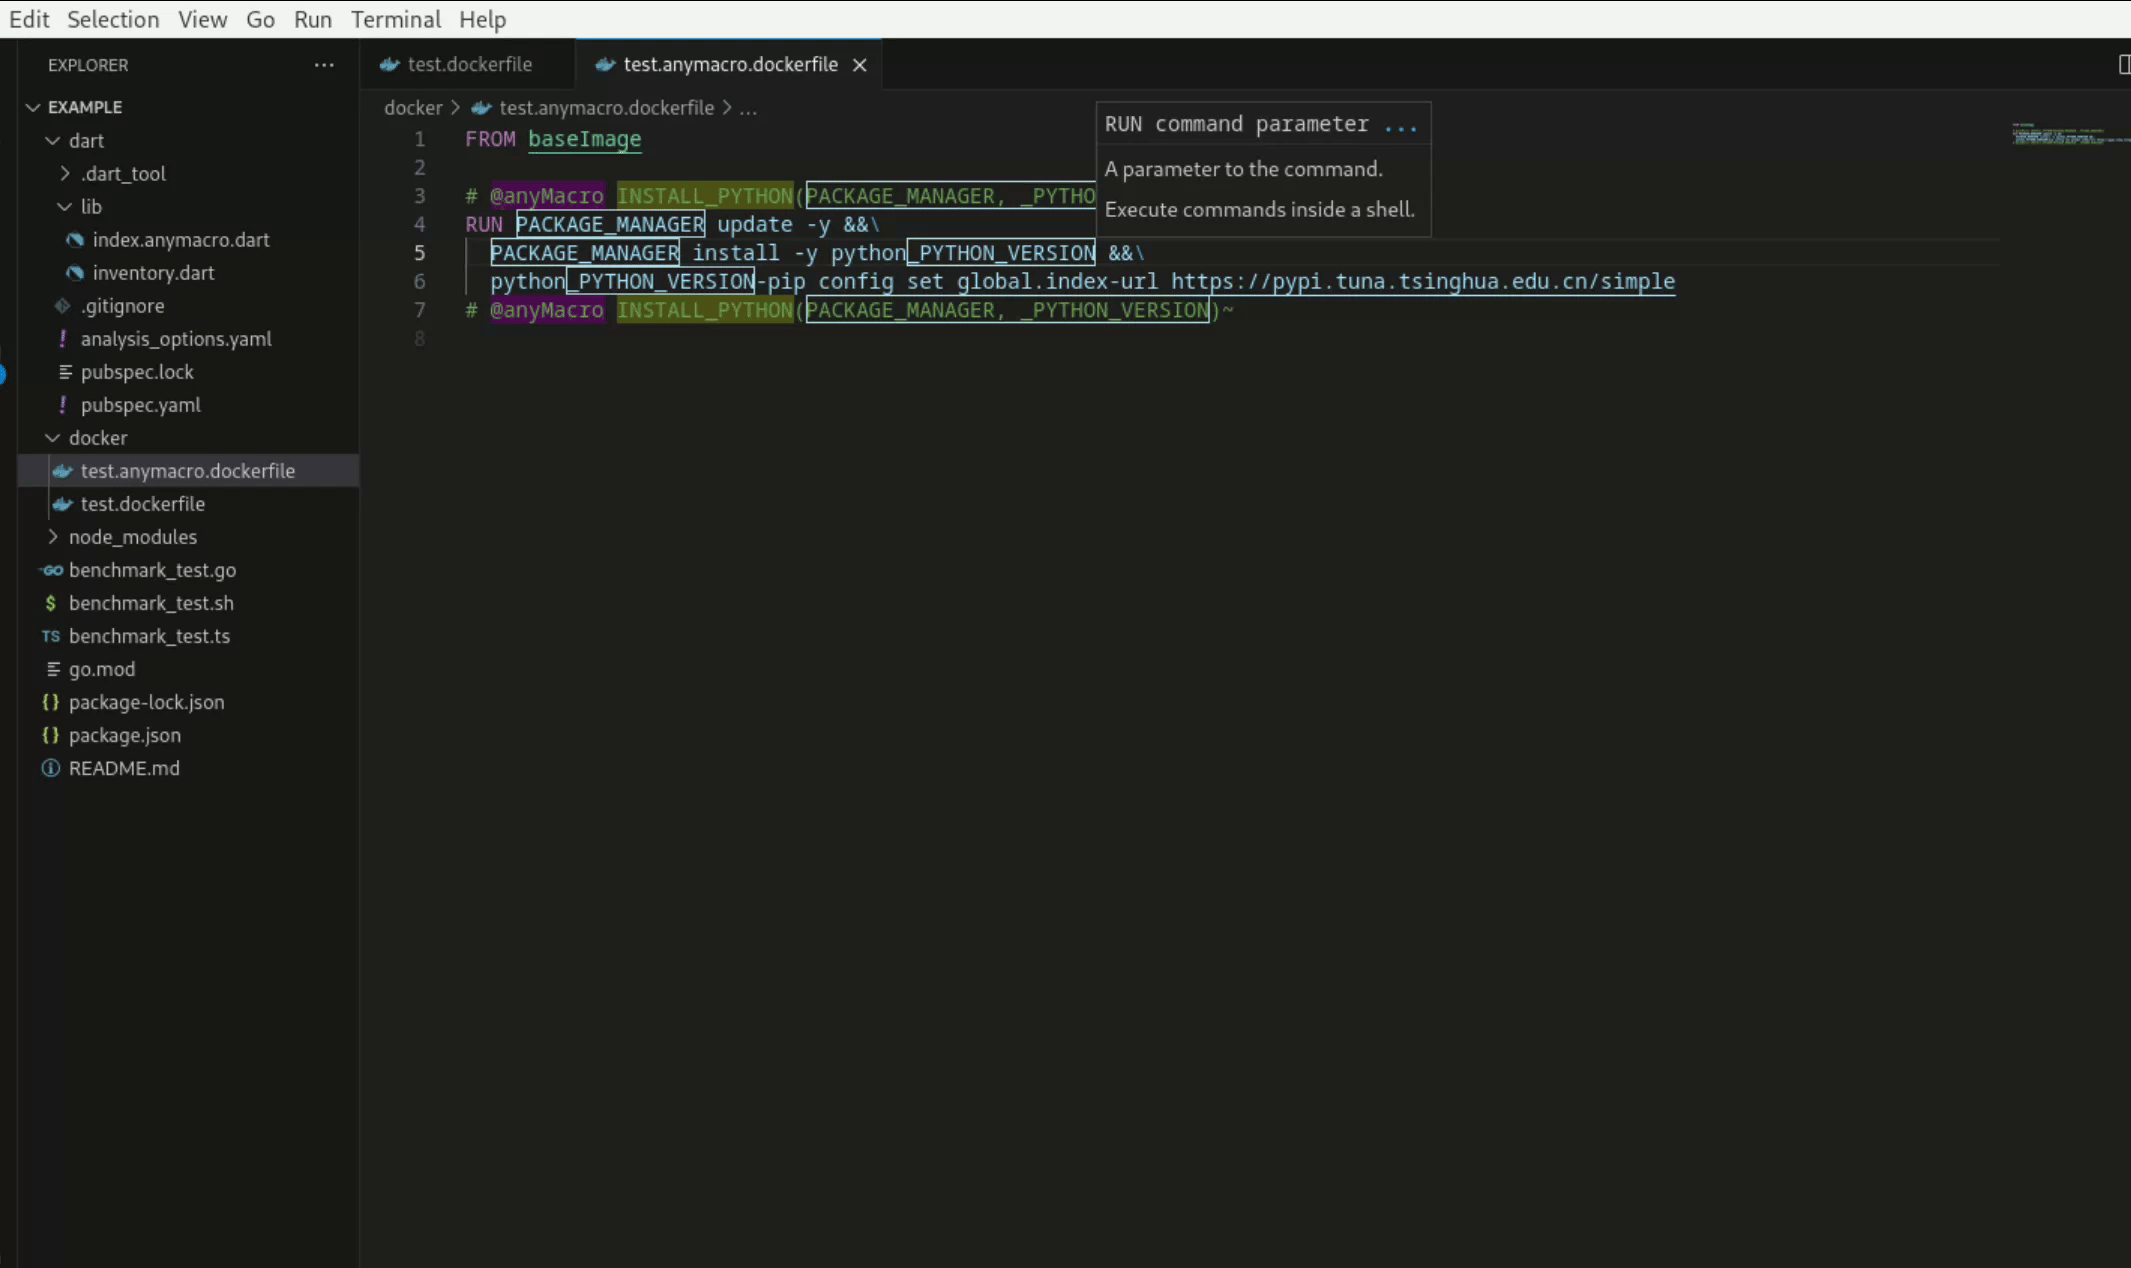 Edit Selection View Go Run Terminal Help
EXPLORER ...
EXAMPLE
dart
.dart_tool
lib
index.anymacro.dart
inventory.dart
.gitignore
! analysis_options.yaml
pubspec.lock
! pubspec.yaml
docker
test.anymacro.dockerfile
test.dockerfile
node_modules
GO benchmark_test.go
$ benchmark_test.sh
TS benchmark_test.ts
go.mod
{} package-lock.json
{} package.json
README.md
test.dockerfile test.anymacro.dockerfile
docker > test.anymacro.dockerfile > ...
1 FROM baseImage
2
3 # @anyMacro INSTALL_PYTHON(PACKAGE_MANAGER, _PYTHO
4 RUN PACKAGE_MANAGER update -y &&\
5 PACKAGE_MANAGER install -y python_PYTHON_VERSION &&\
6 python_PYTHON_VERSION-pip config set global.index-url https://pypi.tuna.tsinghua.edu.cn/simple
7 # @anyMacro INSTALL_PYTHON(PACKAGE_MANAGER, _PYTHON_VERSION)~
8
RUN command parameter ...
A parameter to the command.
Execute commands inside a shell.